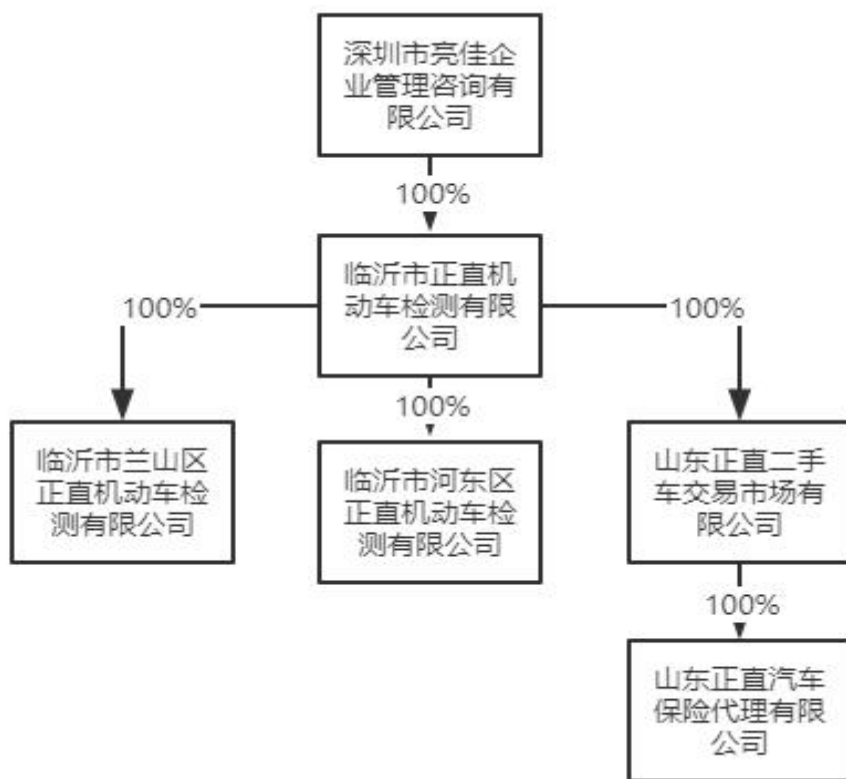 深圳市亮佳企
业管理咨询有
限公司
100%
临沂市正直机
动车检测有限
公司
100%
100%
100%
临沂市兰山区
正直机动车检
测有限公司
临沂市河东区
正直机动车检
测有限公司
山东正直二手
车交易市场有
限公司
100%
山东正直汽车
保险代理有限
公司